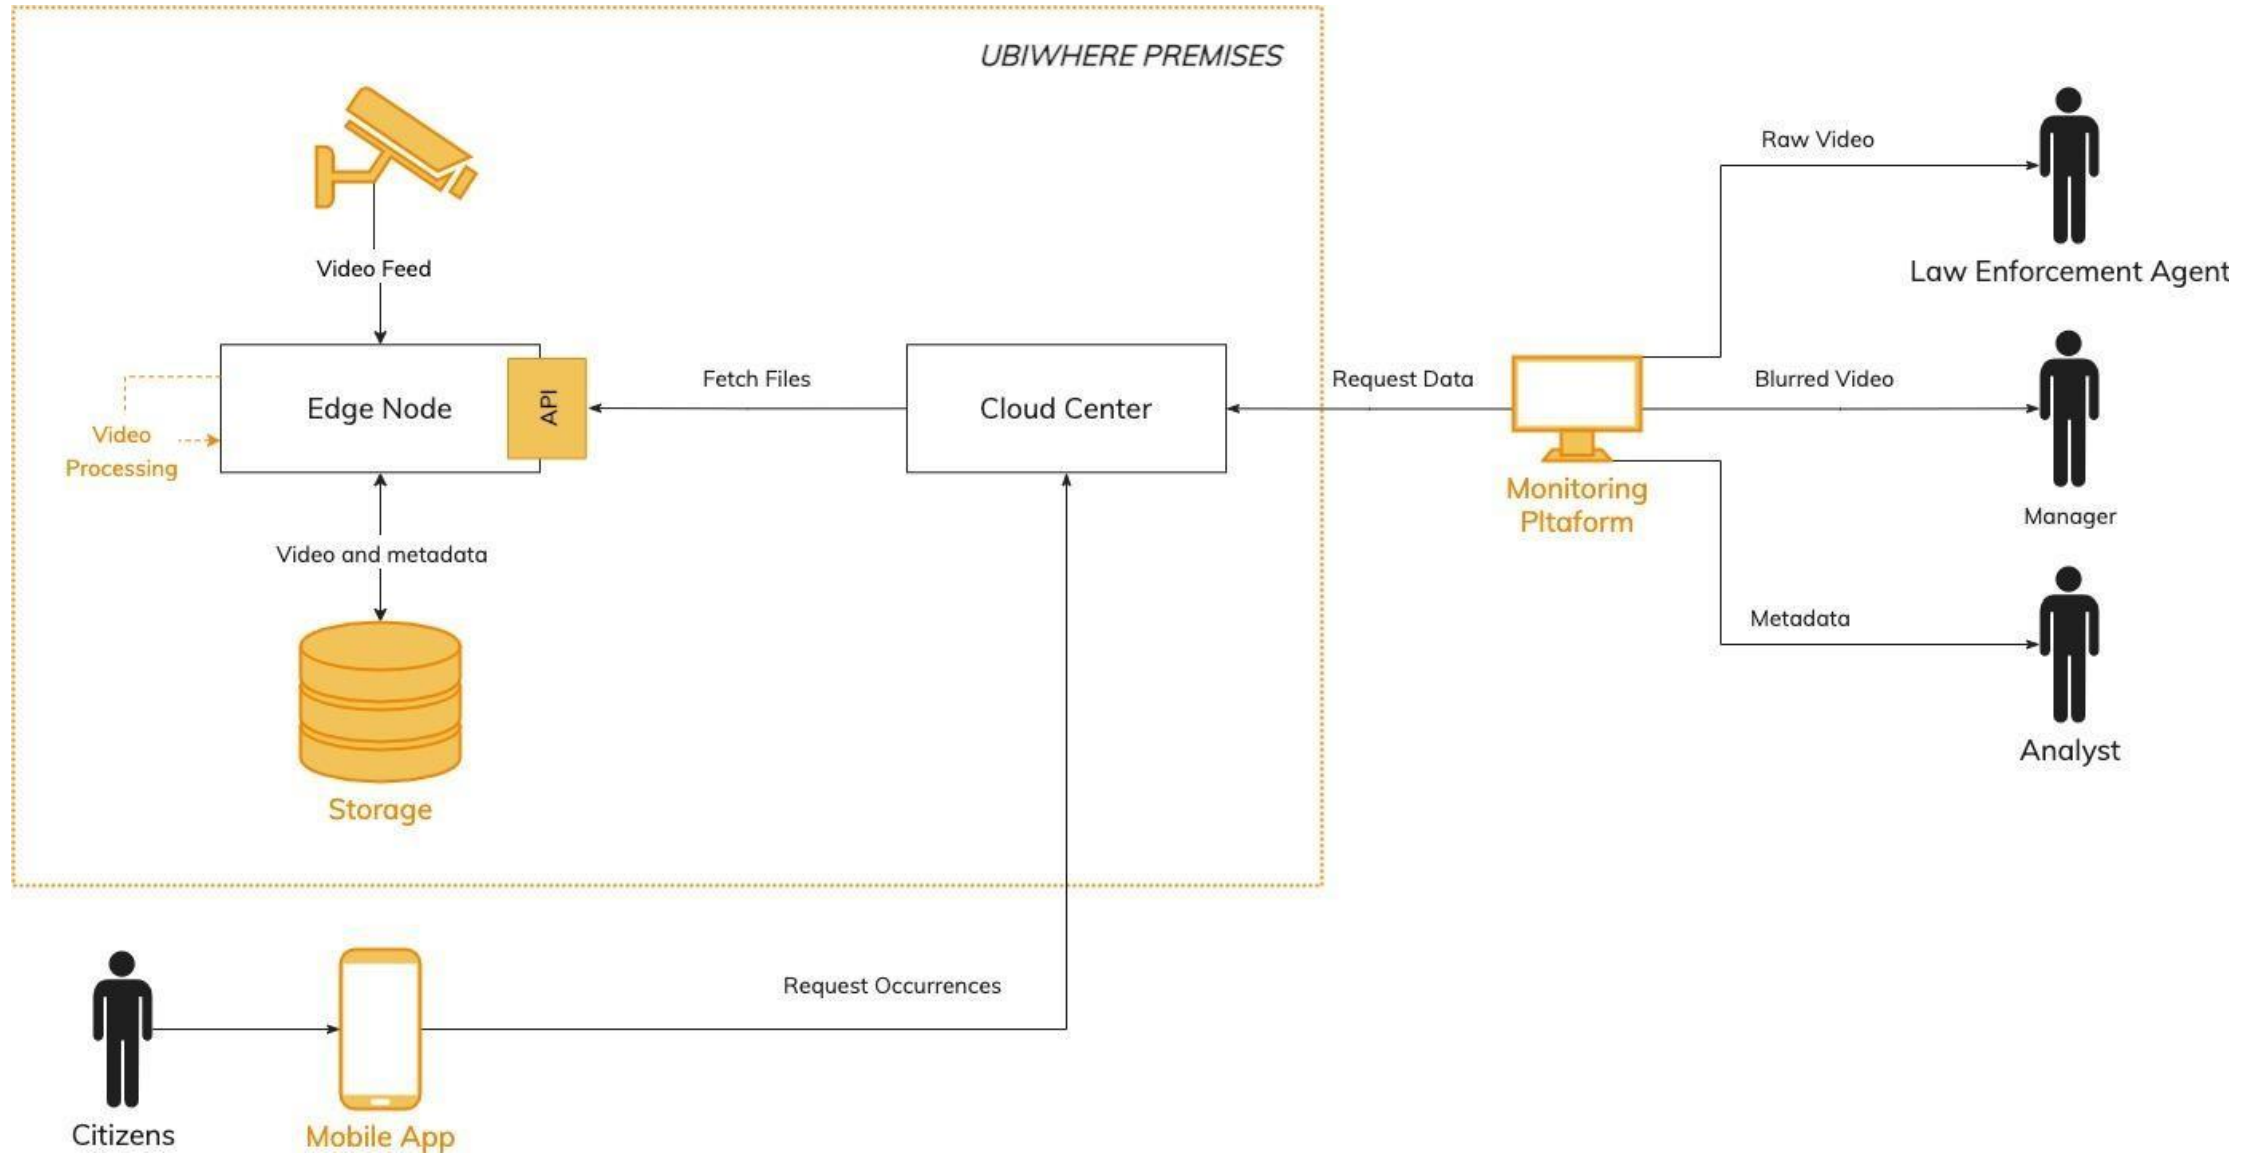 UBIWHERE PREMISES
Raw Video
Law Enforcement Agent
Video Feed
Edge Node
API
Fetch Files
Cloud Center
Request Data
Blurred Video
Video
Processing
Monitoring
Pltaform
Manager
Video and metadata
Metadata
Storage
Analyst
Request Occurrences
Citizens
Mobile App